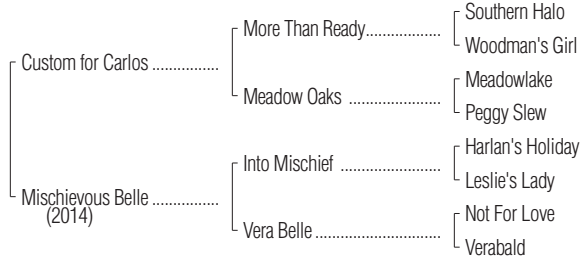 Southern Halo
More Than Ready..................
Woodman's Girl
Custom for Carlos ................
Meadowlake
Meadow Oaks ......................
Peggy Slew
Harlan's Holiday
Into Mischief ........................
Leslie's Lady
Mischievous Belle ................
(2014)
Not For Love
Vera Belle..............................
Verabald